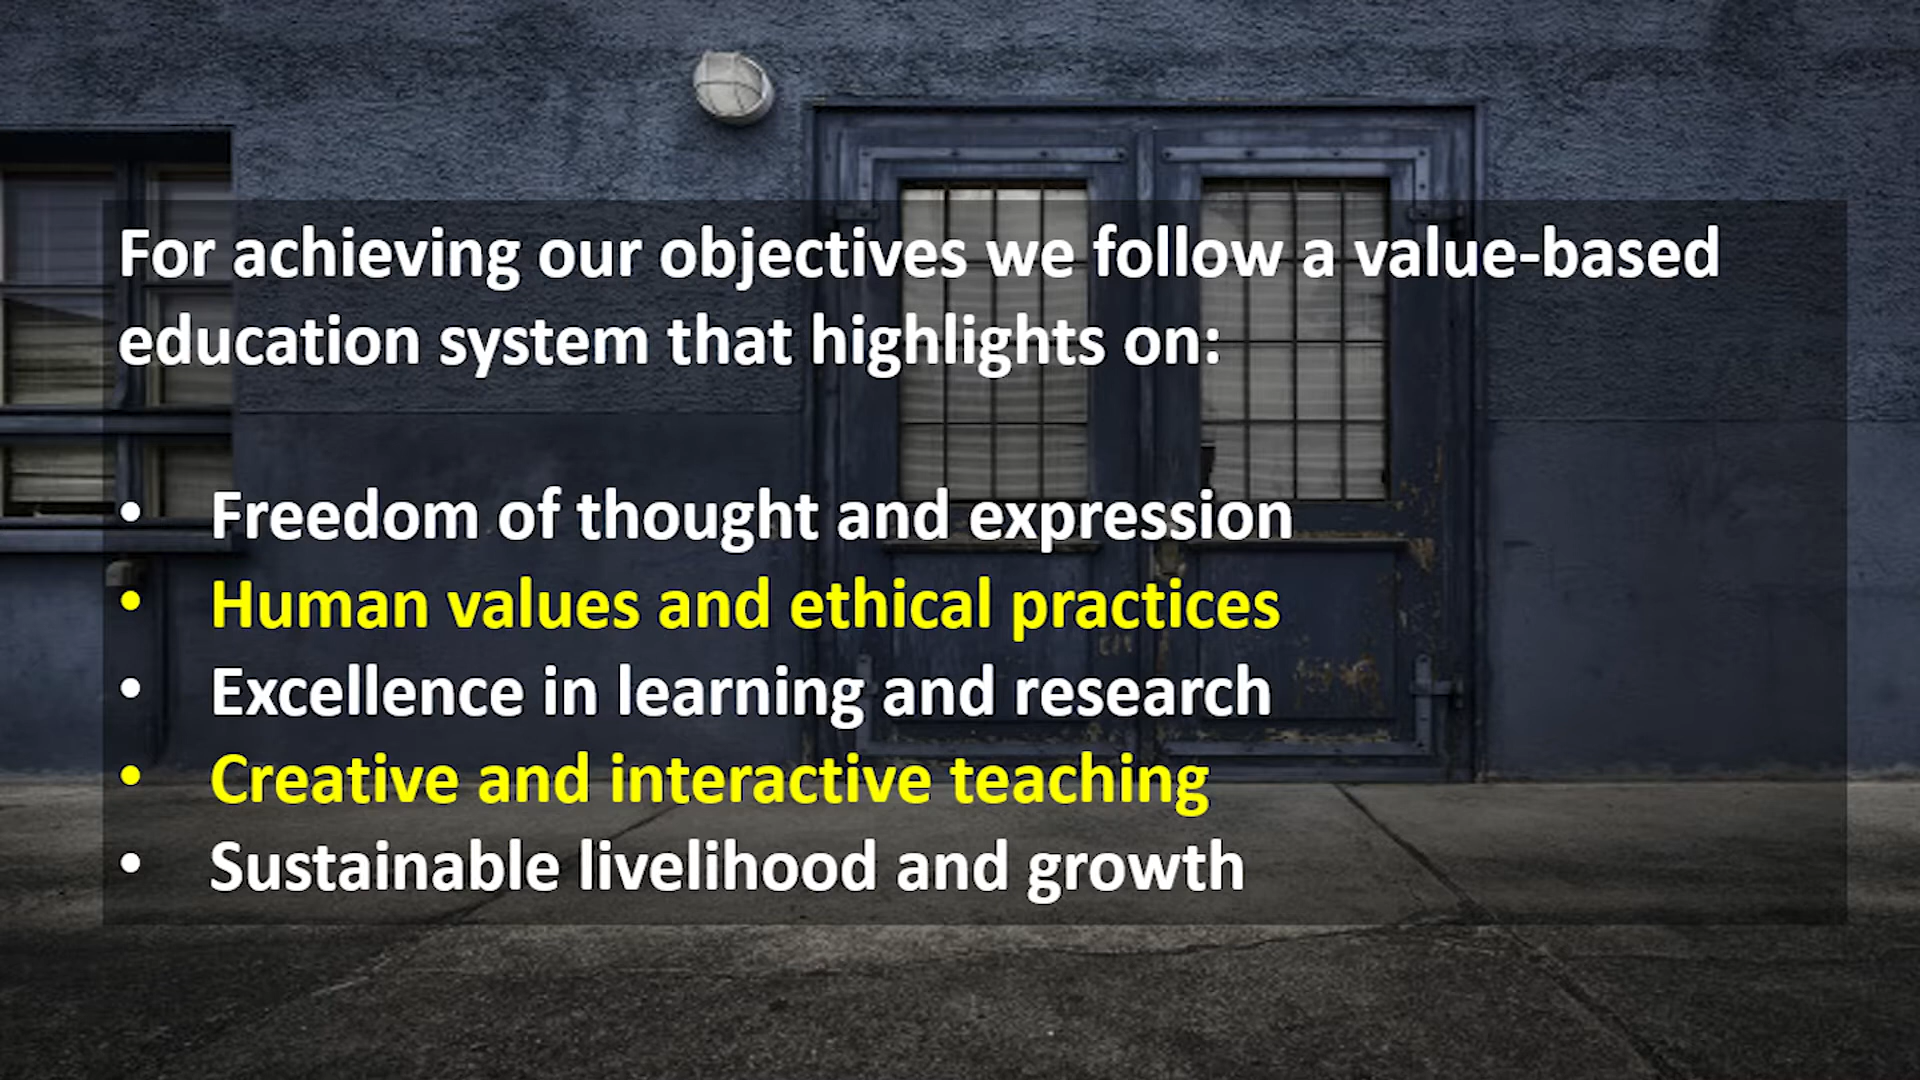 For achieving our objectives we follow a value-based
education system that highlights on:
• Freedom of thought and expression
• Human values and ethical practices
• Excellence in learning and research
• Creative and interactive teaching
• Sustainable livelihood and growth